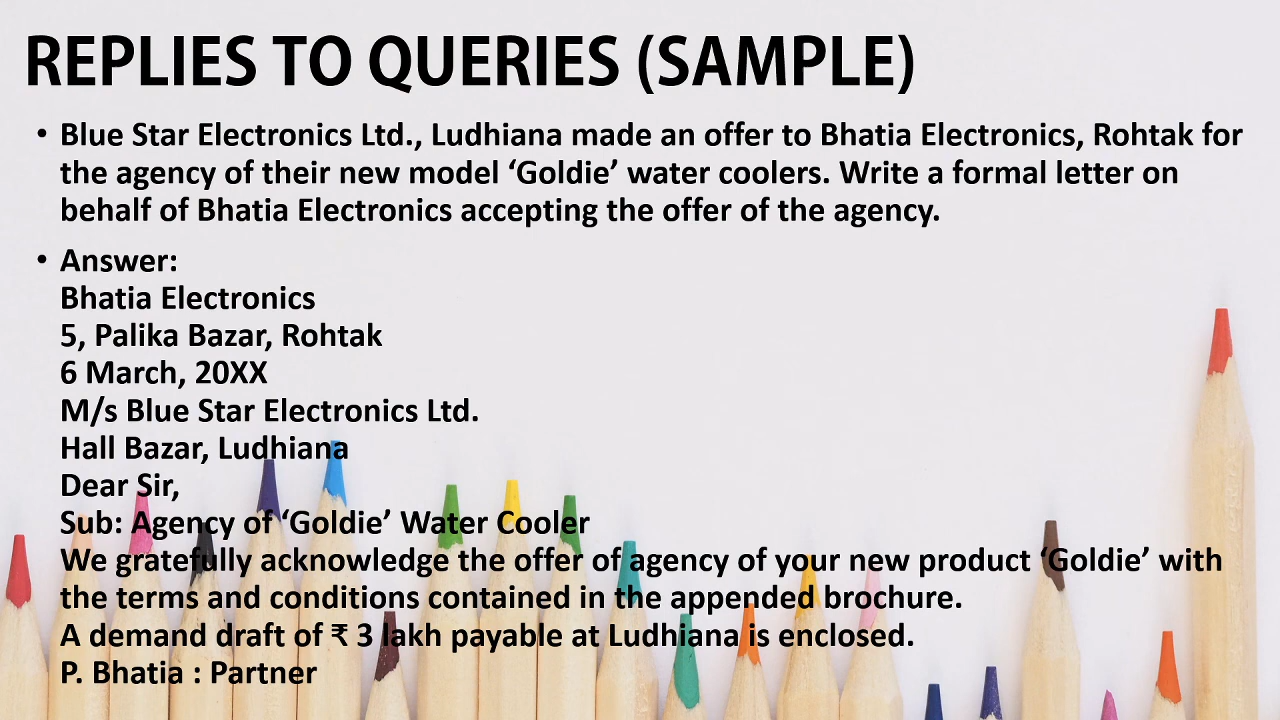 REPLIES TO QUERIES (SAMPLE)
• Blue Star Electronics Ltd., Ludhiana made an offer to Bhatia Electronics, Rohtak for
the agency of their new model ‘Goldie’ water coolers. Write a formal letter on
behalf of Bhatia Electronics accepting the offer of the agency.
• Answer:
Bhatia Electronics
5, Palika Bazar, Rohtak
6 March, 20XX
M/s Blue Star Electronics Ltd.
Hall Bazar, Ludhiana
Dear Sir,
Sub: Agency of ‘Goldie’ Water Cooler
We gratefully acknowledge the offer of agency of your new product ‘Goldie’ with
the terms and conditions contained in the appended brochure.
A demand draft of ₹ 3 lakh payable at Ludhiana is enclosed.
P. Bhatia : Partner